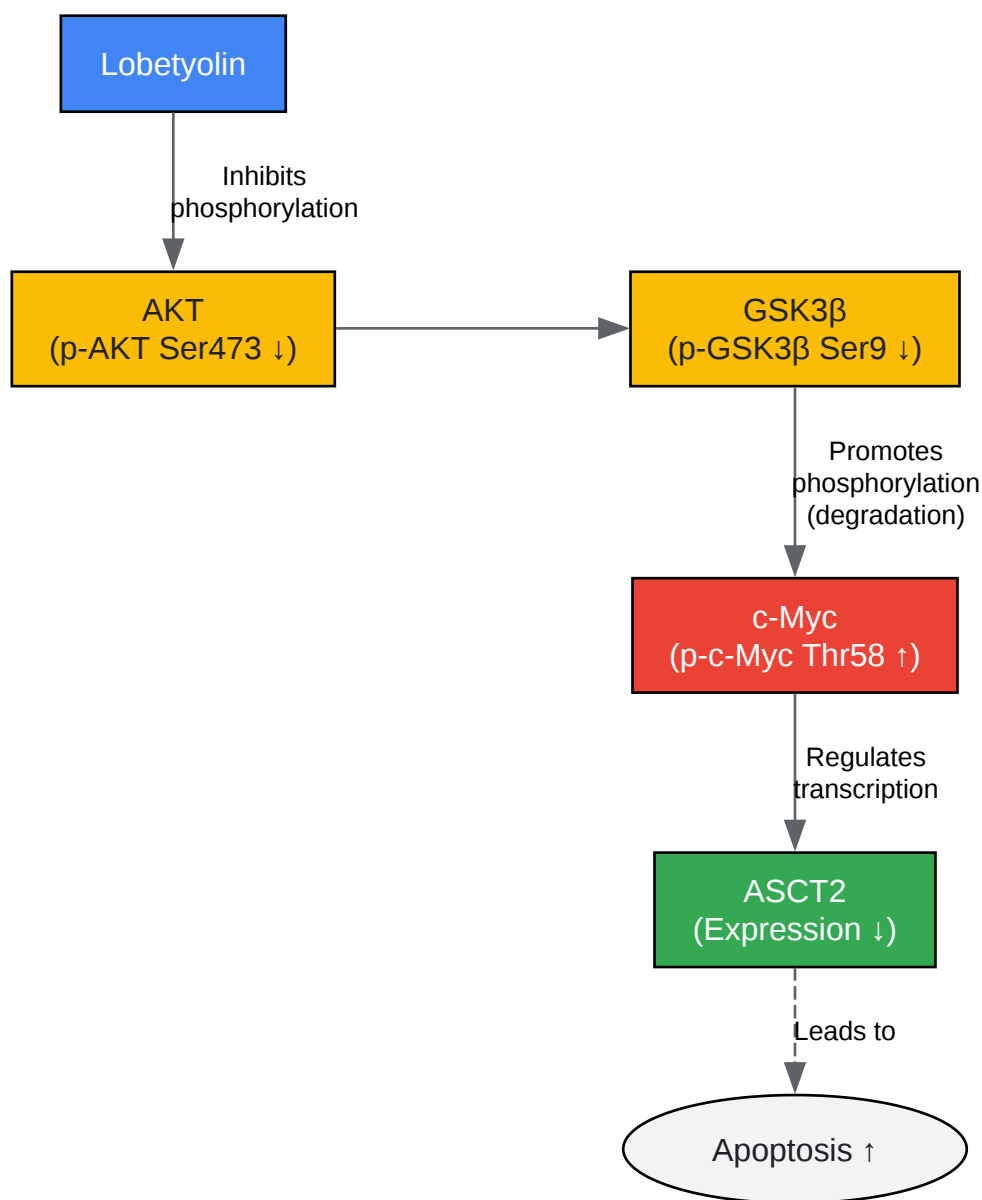 Lobetyolin
Inhibits
phosphorylation
AKT
(p-AKT Ser473 ↓)
GSK3β
(p-GSK3β Ser9 ↓)
Promotes
phosphorylation
(degradation)
c-Myc
(p-c-Myc Thr58 ↑)
Regulates
transcription
ASCT2
(Expression ↓)
Leads to
Apoptosis ↑